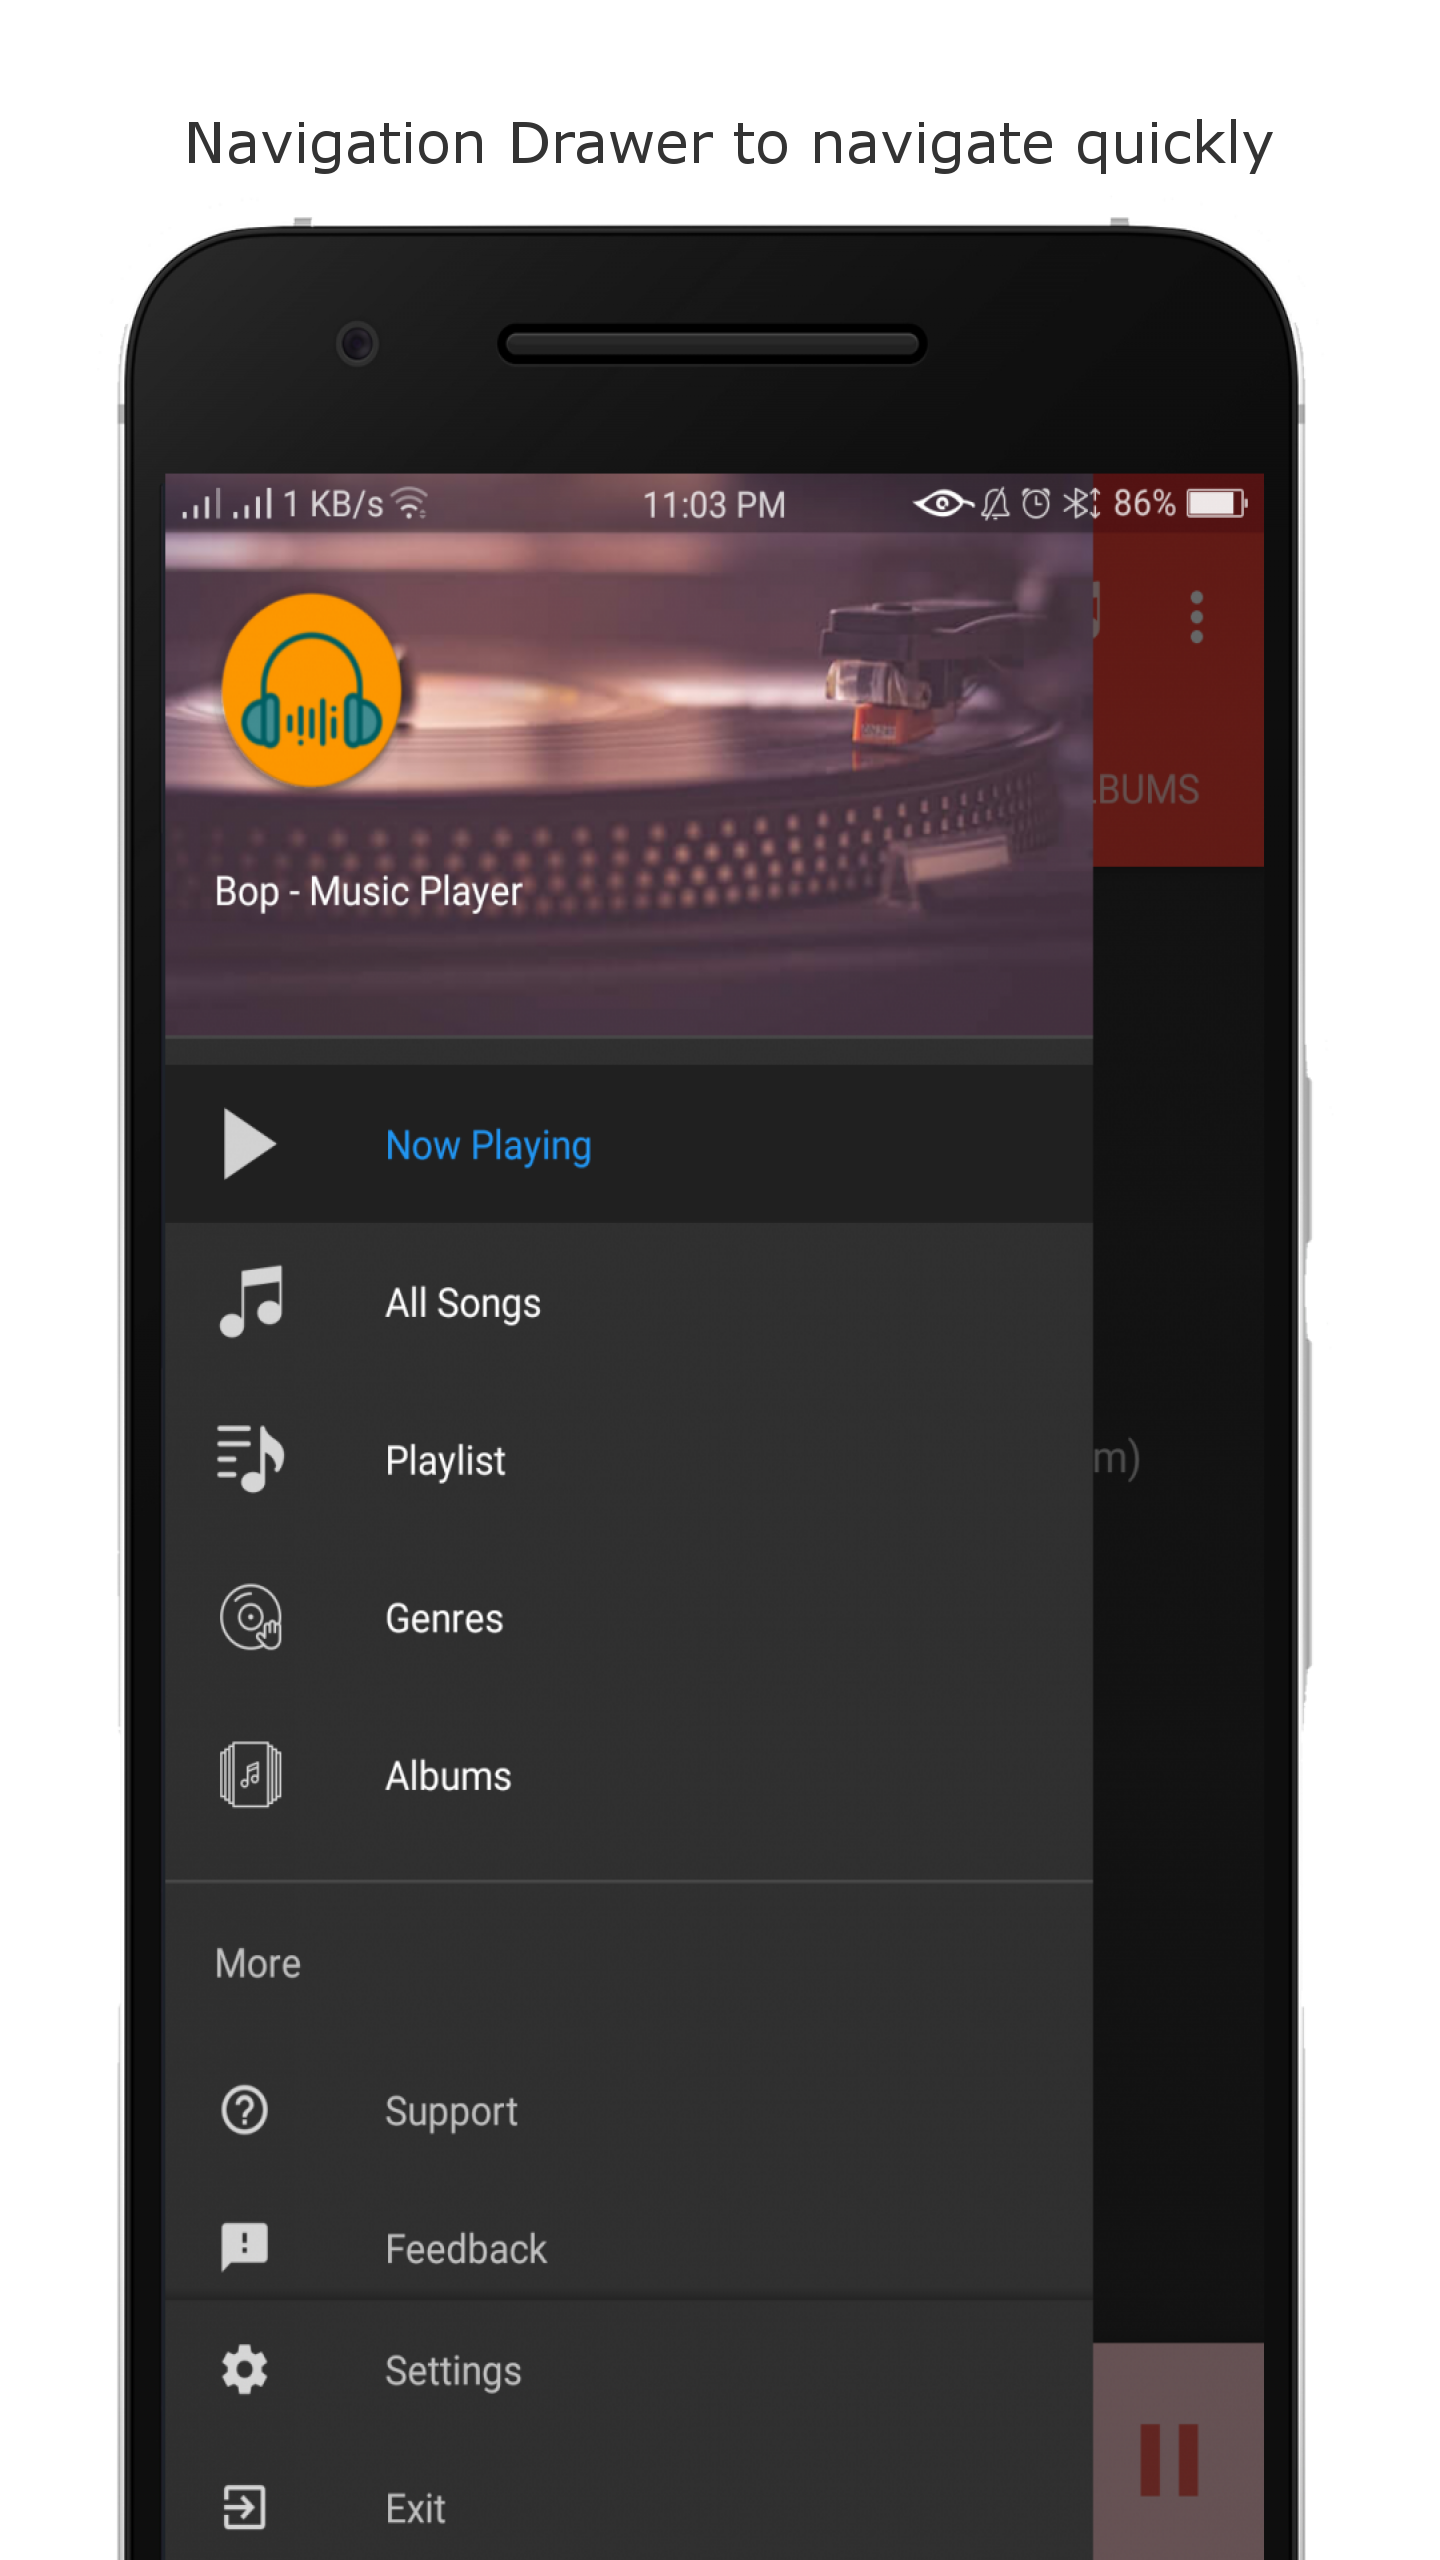 Navigation Drawer to navigate quickly
1 KB/s 11:03 PM 86%
LBUMS
Bop - Music Player
Now Playing
All Songs
Playlist
m)
Genres
Albums
More
Support
Feedback
Settings
Exit